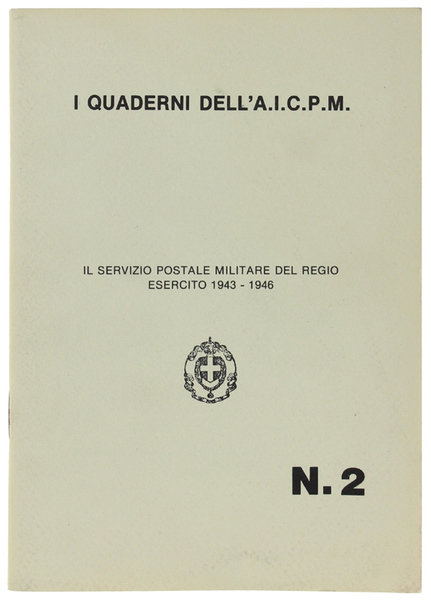 I QUADERNI DELL'A.I.C.P.M.
IL SERVIZIO POSTALE MILITARE DEL REGIO
ESERCITO 1943 - 1946
N. 2